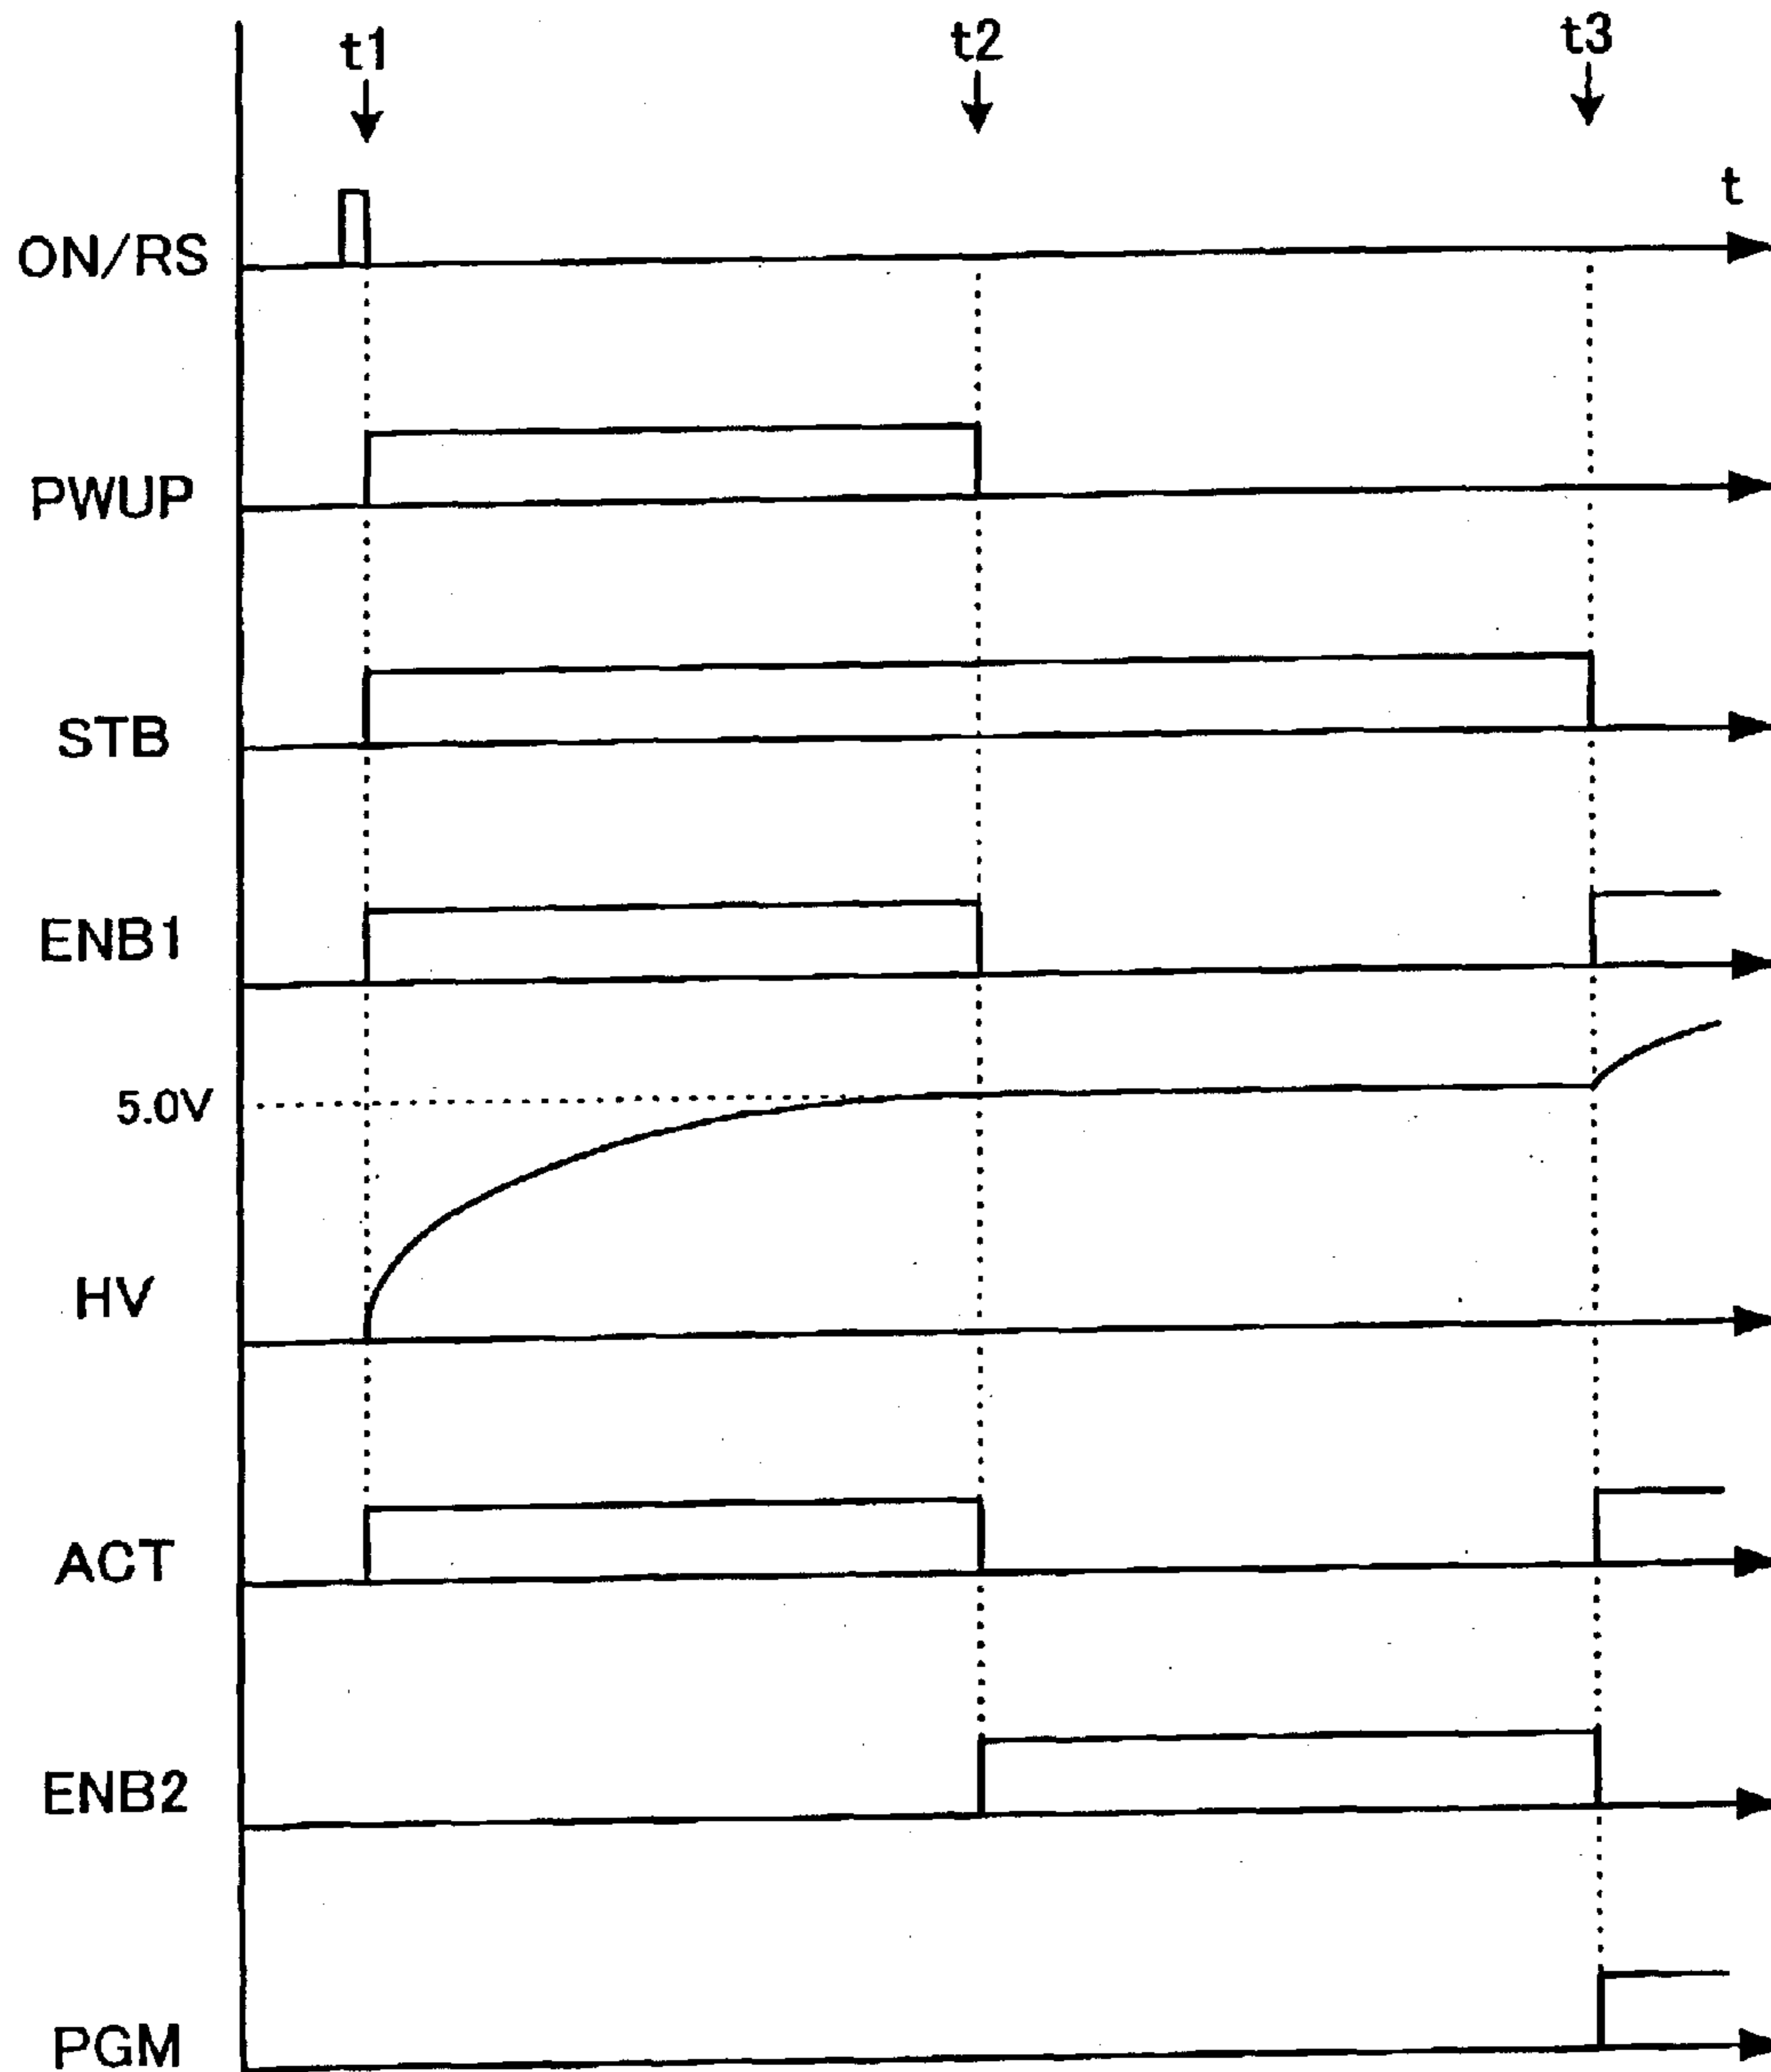 t1 t2 t3
t
ON/RS
PWUP
STB
ENB1
5.0V
HV
ACT
ENB2
PGM